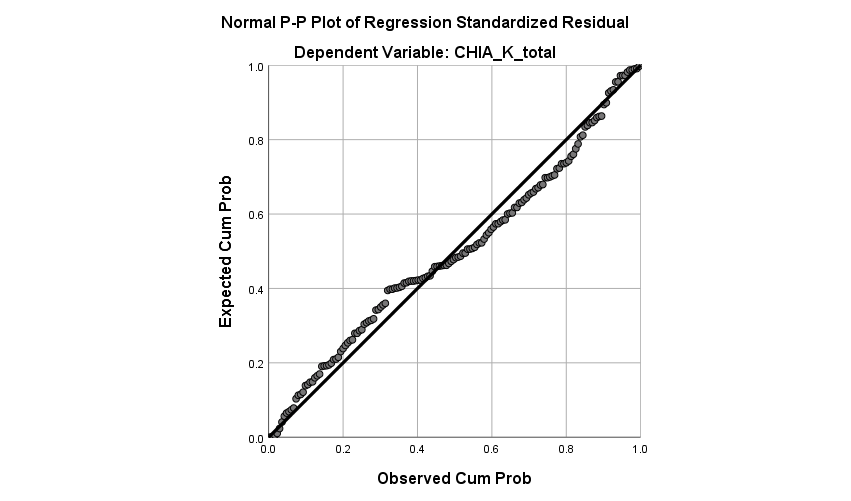 Normal P-P Plot of Regression Standardized Residual
Dependent Variable: CHIA_K_total
1.0
0.8
0.6
0.4
0.2
0.0
Expected Cum Prob
0.0 0.2 0.4 0.6 0.8 1.0
Observed Cum Prob